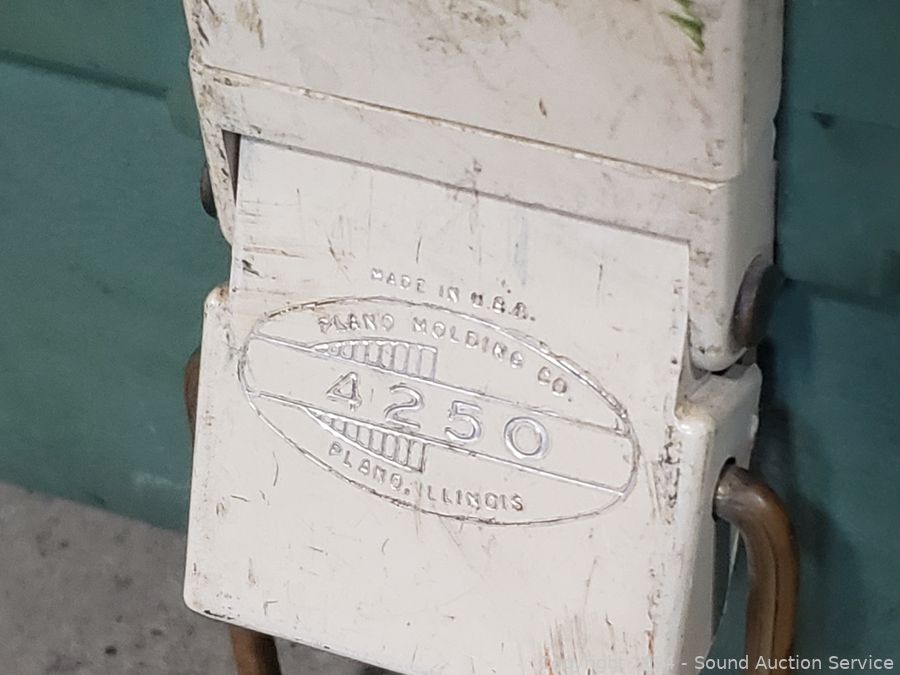 MADE IN U.S.A.
PLANO MOLDING CO.
4250
PLANO, ILLINOIS
- Sound Auction Service